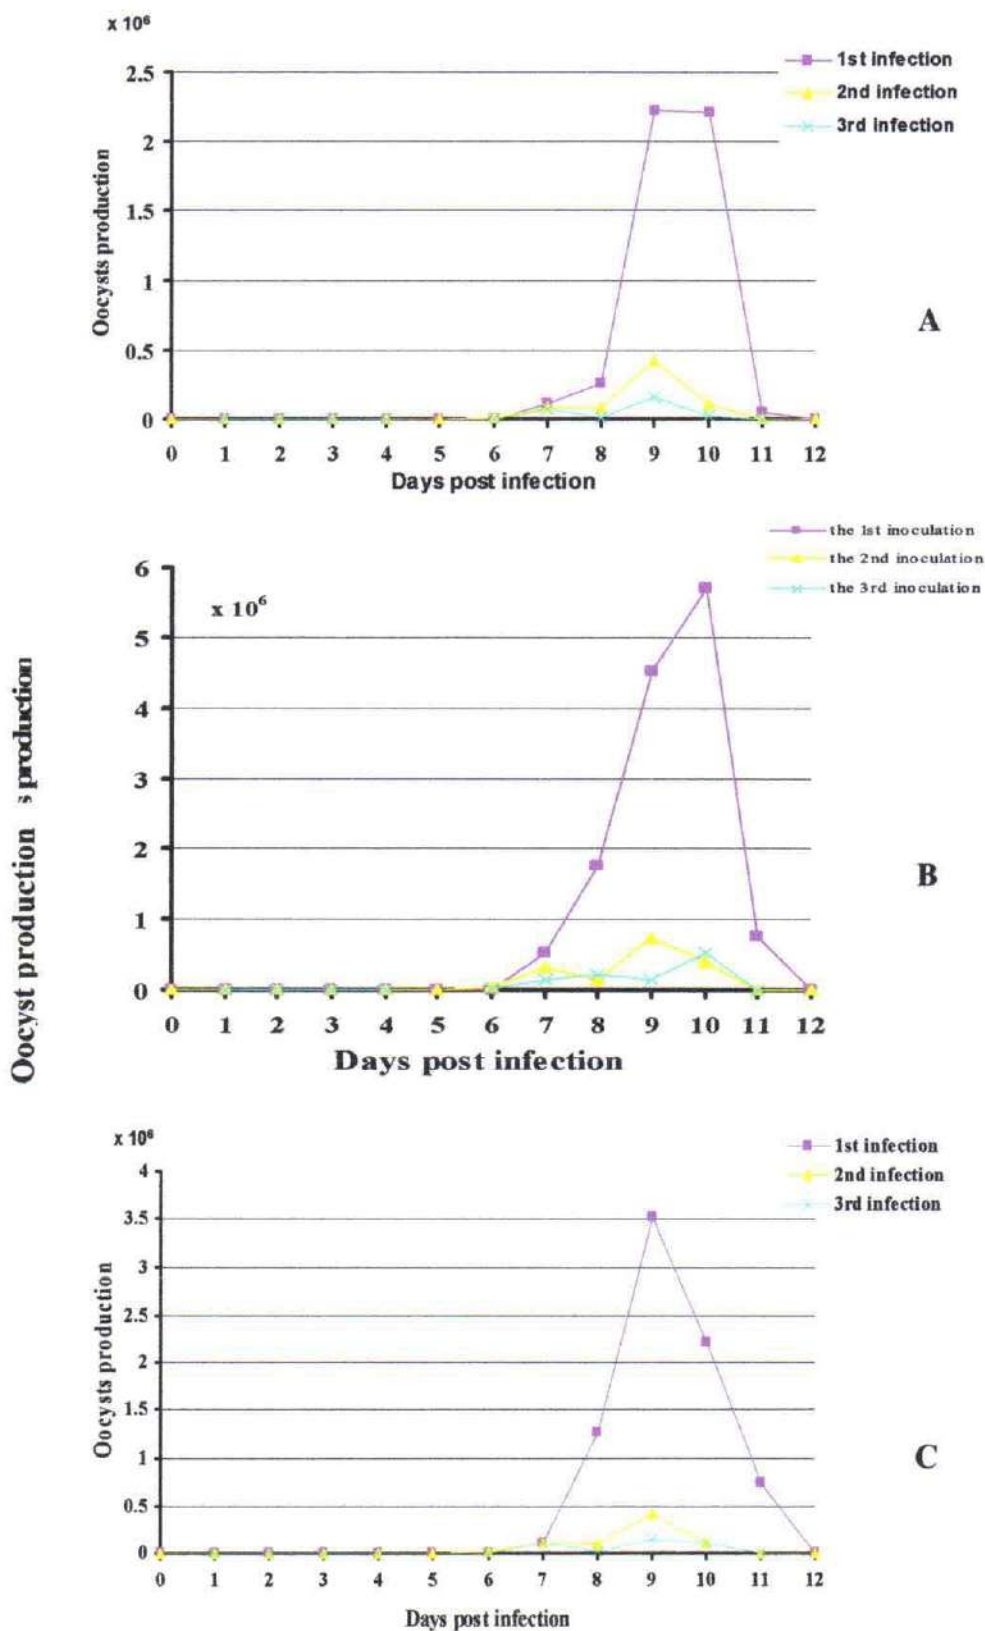 x 10⁶
1st infection
2nd infection
3rd infection
2.5
2
1.5
1
0.5
0
Oocysts production
0 1 2 3 4 5 6 7 8 9 10 11 12
Days post infection
A
the 1st inoculation
the 2nd inoculation
the 3rd inoculation
x 10⁶
6
5
4
3
2
1
0
Oocyst production s production
0 1 2 3 4 5 6 7 8 9 10 11 12
Days post infection
B
x 10⁶
1st infection
2nd infection
3rd infection
4
3.5
3
2.5
2
1.5
1
0.5
0
Oocysts production
0 1 2 3 4 5 6 7 8 9 10 11 12
Days post infection
C